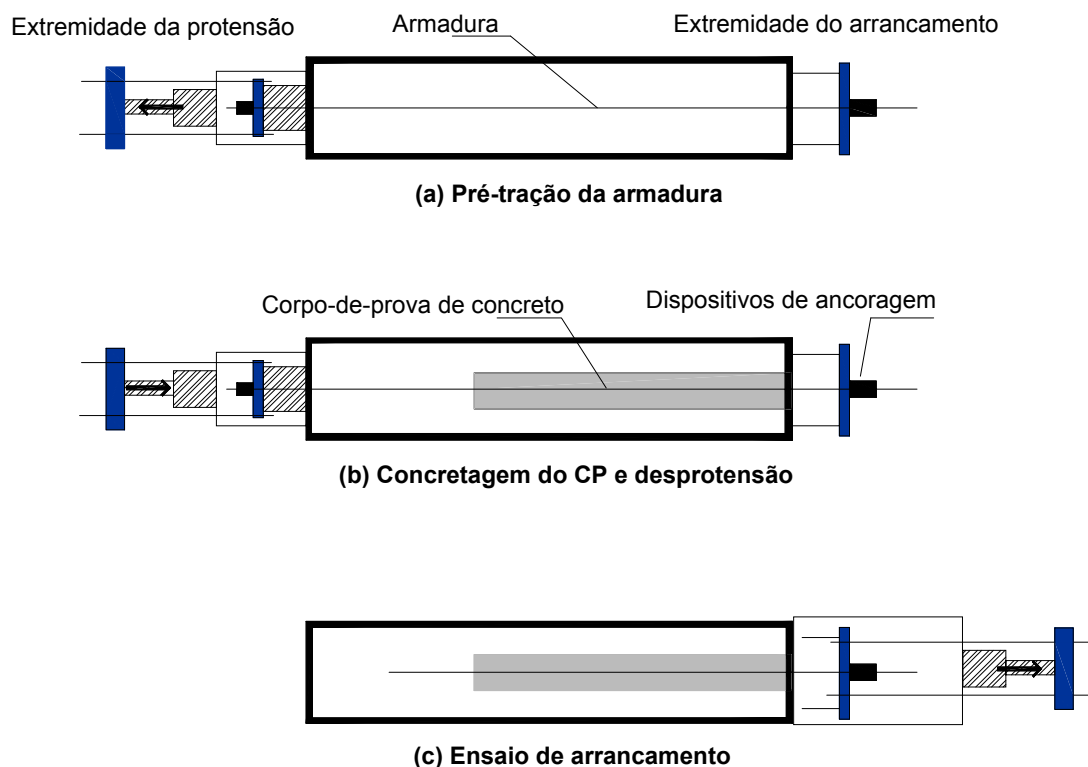 Extremidade da protensão
Armadura
Extremidade do arrancamento
(a) Pré-tração da armadura
Corpo-de-prova de concreto
Dispositivos de ancoragem
(b) Concretagem do CP e desprotensão
(c) Ensaio de arrancamento